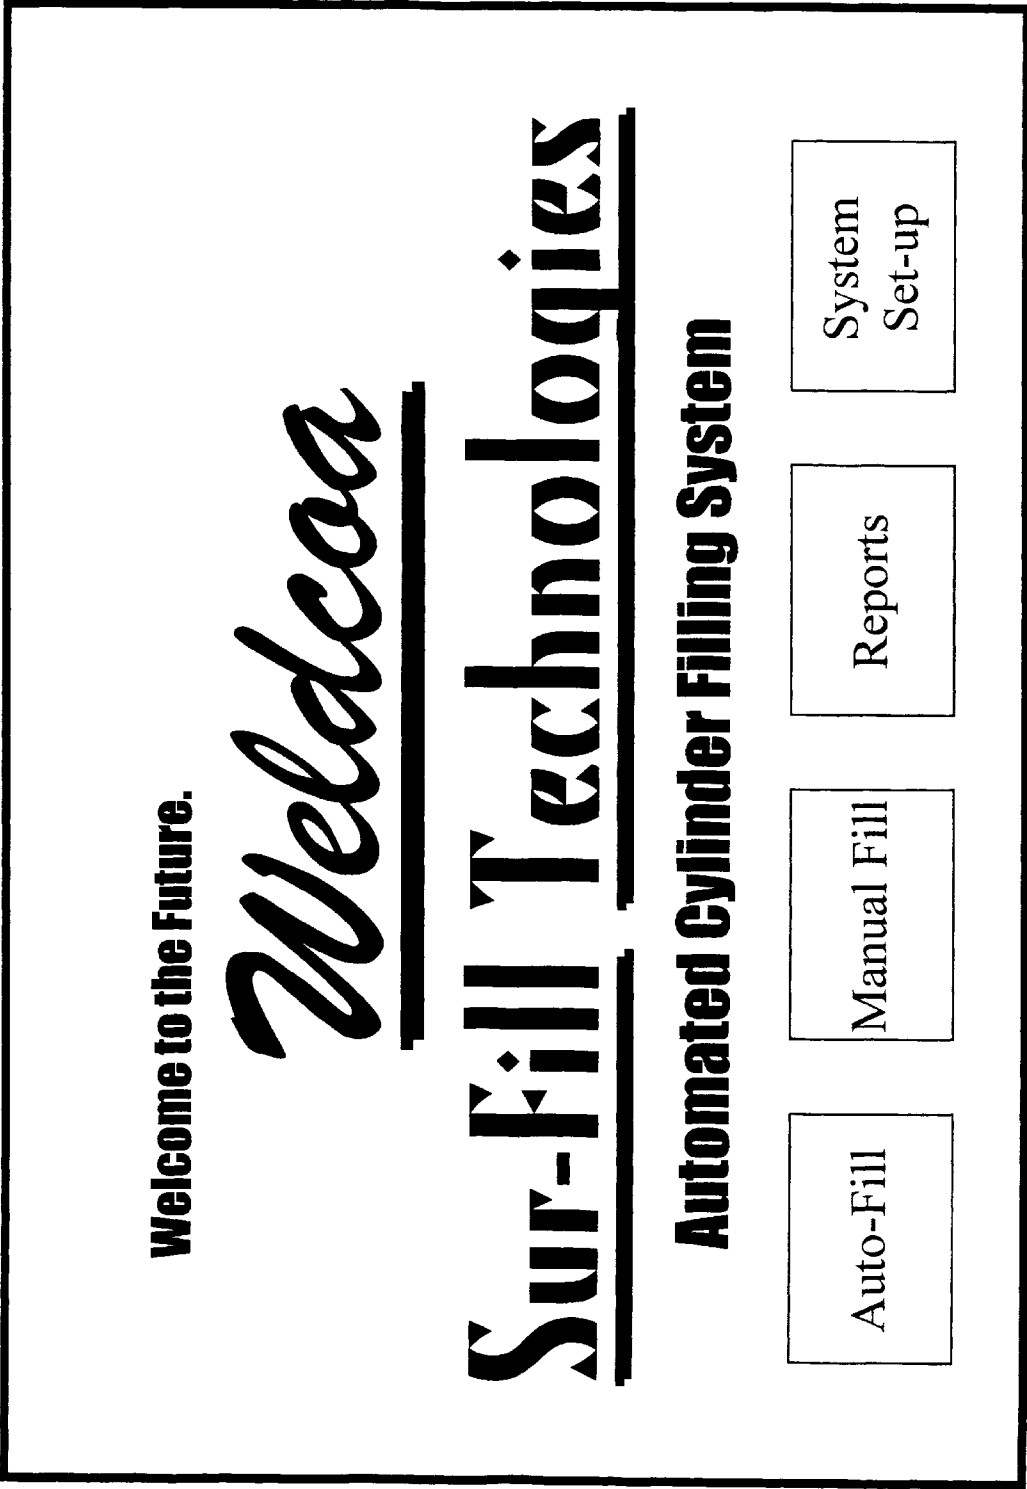 Welcome to the Future.
Weldcoa
Sur-Fill Technologies
Automated Cylinder Filling System
Auto-Fill
Manual Fill
Reports
System
Set-up